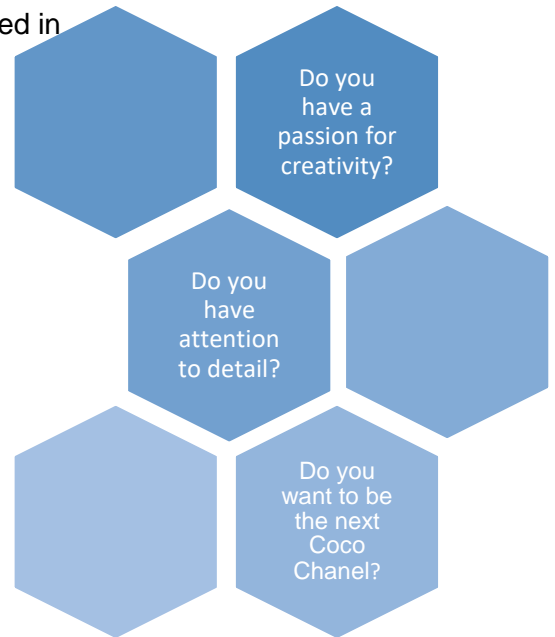 ed in
Do you
have a
passion for
creativity?
Do you
have
attention
to detail?
Do you
want to be
the next
Coco
Chanel?